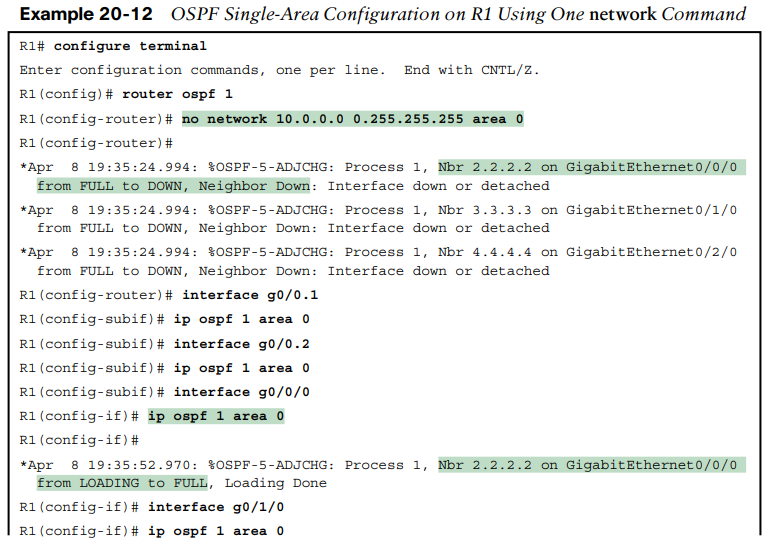 Example 20-12 OSPF Single-Area Configuration on R1 Using One network Command
R1# configure terminal
Enter configuration commands, one per line. End with CNTL/Z.
R1(config)# router ospf 1
R1(config-router)# no network 10.0.0.0 0.255.255.255 area 0
R1(config-router)#
*Apr 8 19:35:24.994: %OSPF-5-ADJCHG: Process 1, Nbr 2.2.2.2 on GigabitEthernet0/0/0
from FULL to DOWN, Neighbor Down: Interface down or detached
*Apr 8 19:35:24.994: %OSPF-5-ADJCHG: Process 1, Nbr 3.3.3.3 on GigabitEthernet0/1/0
from FULL to DOWN, Neighbor Down: Interface down or detached
*Apr 8 19:35:24.994: %OSPF-5-ADJCHG: Process 1, Nbr 4.4.4.4 on GigabitEthernet0/2/0
from FULL to DOWN, Neighbor Down: Interface down or detached
R1(config-router)# interface g0/0.1
R1(config-subif)# ip ospf 1 area 0
R1(config-subif)# interface g0/0.2
R1(config-subif)# ip ospf 1 area 0
R1(config-subif)# interface g0/0/0
R1(config-if)# ip ospf 1 area 0
R1(config-if)#
*Apr 8 19:35:52.970: %OSPF-5-ADJCHG: Process 1, Nbr 2.2.2.2 on GigabitEthernet0/0/0
from LOADING to FULL, Loading Done
R1(config-if)# interface g0/1/0
R1(config-if)# ip ospf 1 area 0